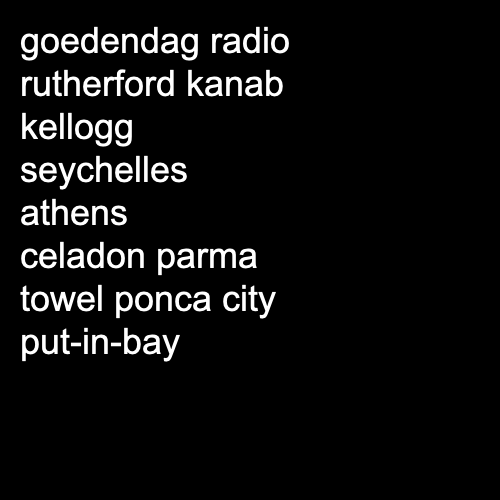 goedendag radio
rutherford kanab
kellogg
seychelles
athens
celadon parma
towel ponca city
put-in-bay